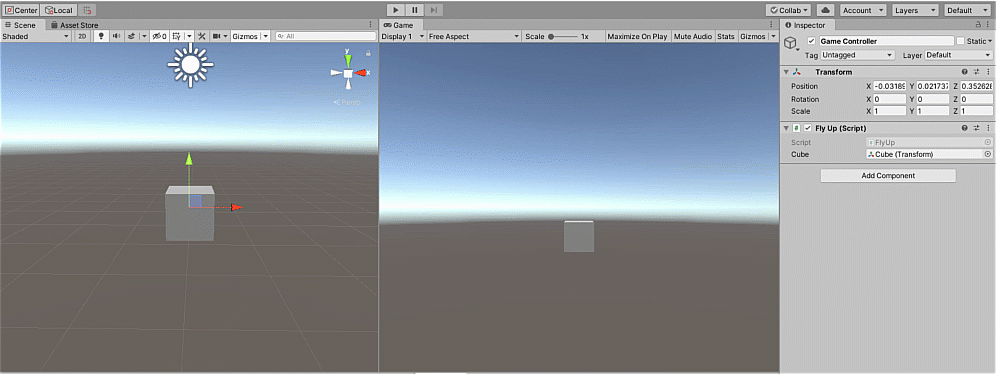 Center Local Collab Account Layers Default
Scene Asset Store Game Inspector
Shaded 2D 0 Gizmos All Display 1 Free Aspect Scale 1x Maximize On Play Mute Audio Stats Gizmos
Game Controller Static
Tag Untagged Layer Default
Transform
Position X -0.0318 Y 0.02173 Z 0.352628
Rotation X 0 Y 0 Z 0
Scale X 1 Y 1 Z 1
Fly Up (Script)
Script FlyUp
Cube Cube (Transform)
Add Component
y
x
Persp